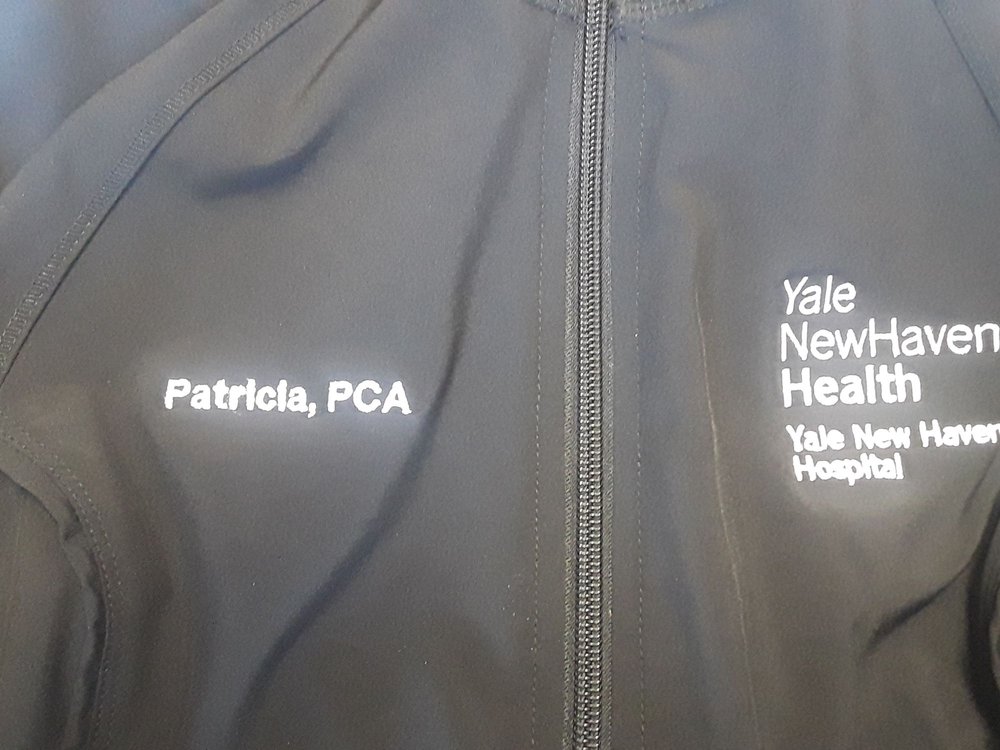 Patricia, PCA
Yale
NewHaven
Health
Yale New Haven
Hospital